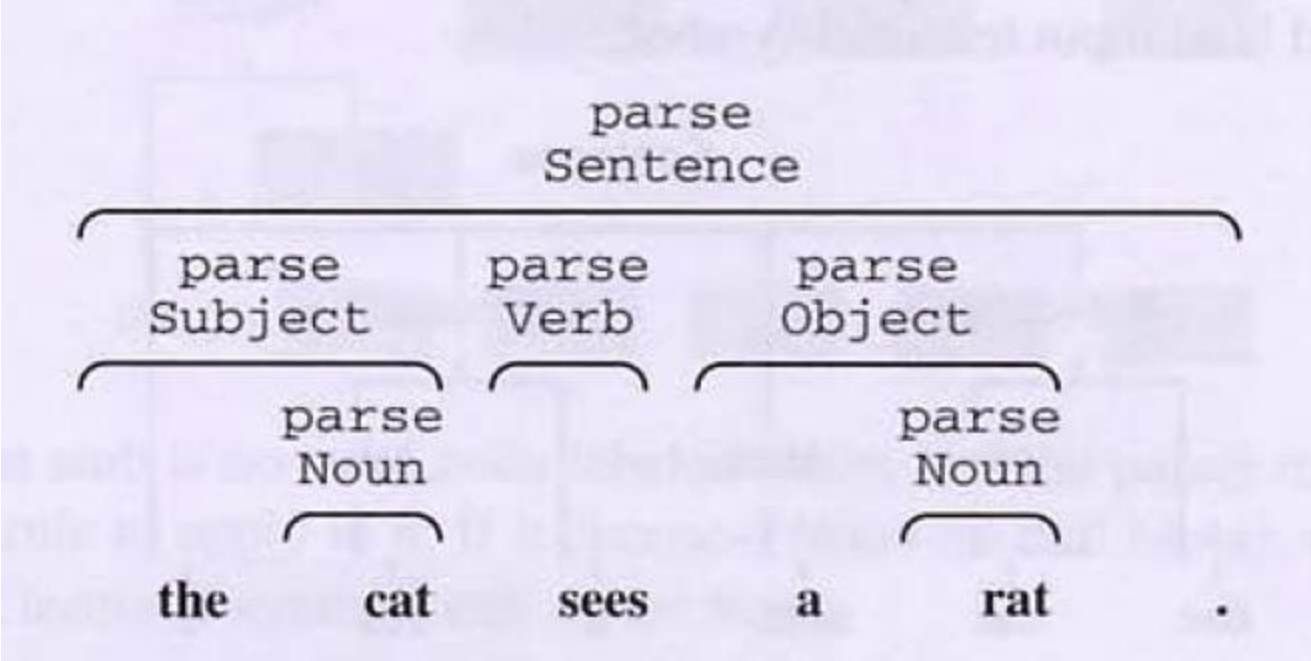 parse
Sentence
parse parse parse
Subject Verb Object
parse parse
Noun Noun
the cat sees a rat .